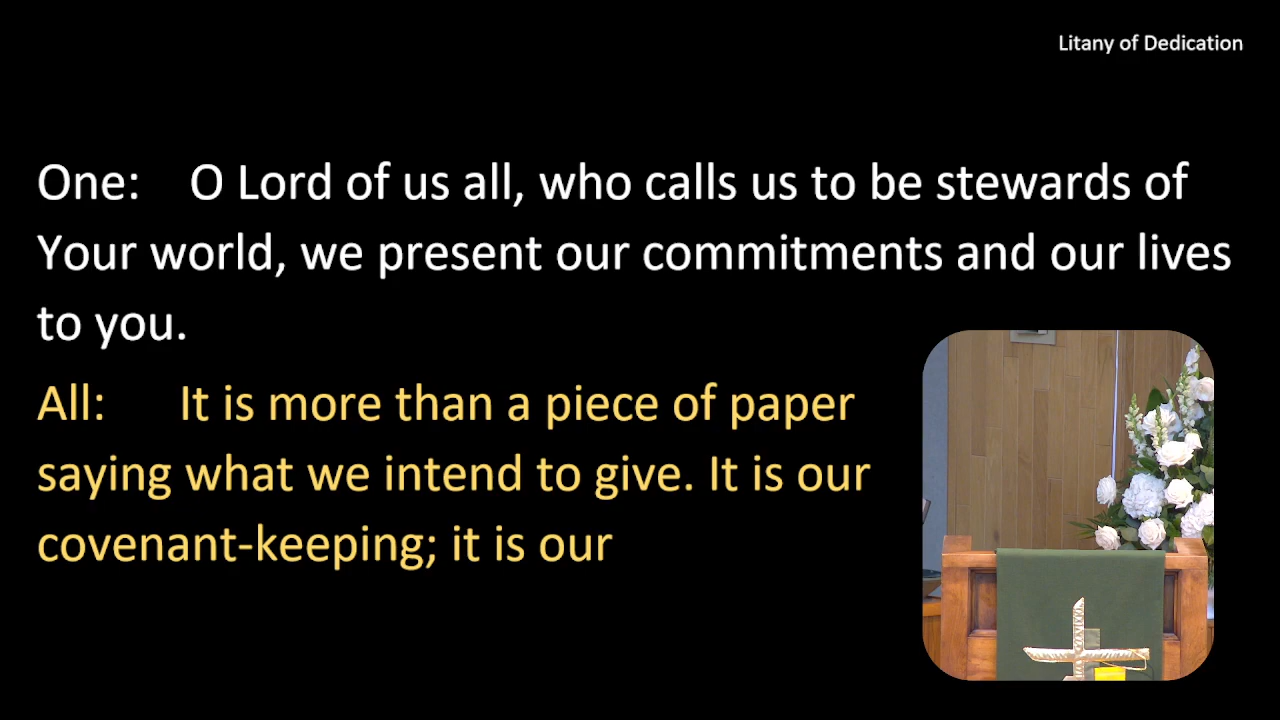 Litany of Dedication
One: O Lord of us all, who calls us to be stewards of
Your world, we present our commitments and our lives
to you.
All: It is more than a piece of paper
saying what we intend to give. It is our
covenant-keeping; it is our